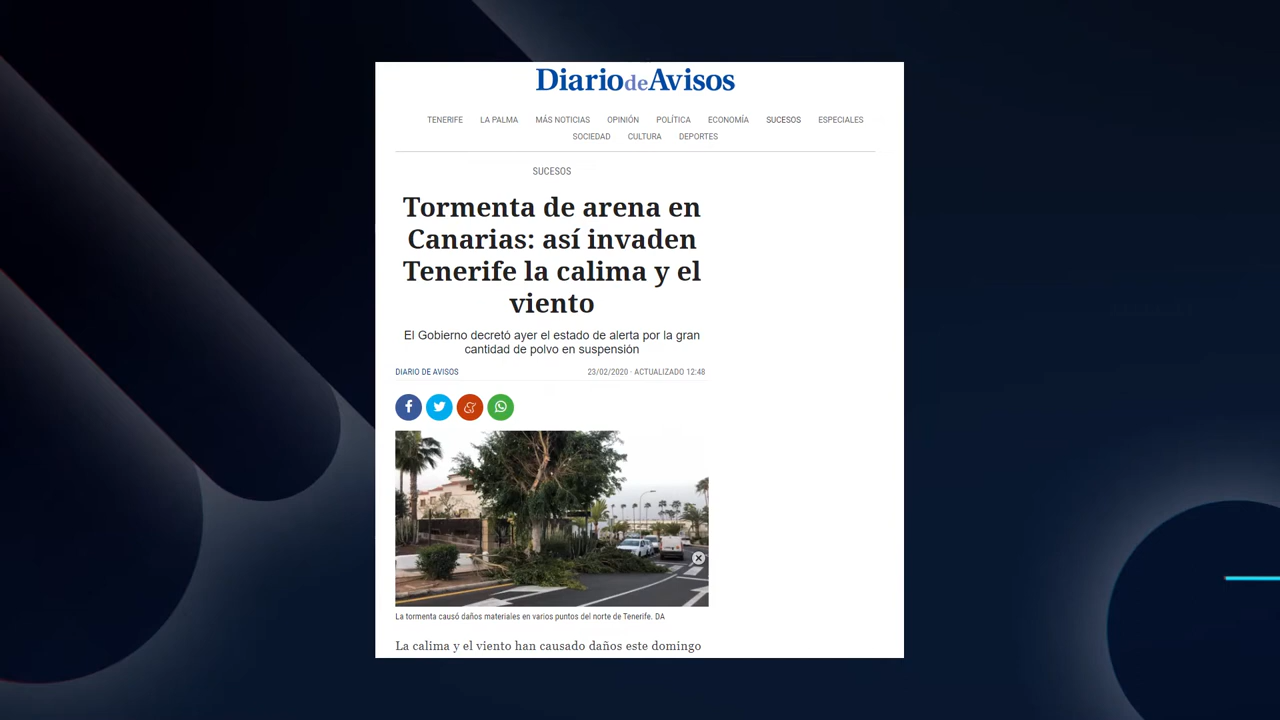 DiariodeAvisos
TENERIFE LA PALMA MÁS NOTICIAS OPINIÓN POLÍTICA ECONOMÍA SUCESOS ESPECIALES
SOCIEDAD CULTURA DEPORTES
SUCESOS
Tormenta de arena en
Canarias: así invaden
Tenerife la calima y el
viento
El Gobierno decretó ayer el estado de alerta por la gran
cantidad de polvo en suspensión
DIARIO DE AVISOS 23/02/2020 · ACTUALIZADO 12:48
La tormenta causó daños materiales en varios puntos del norte de Tenerife. DA
La calima y el viento han causado daños este domingo